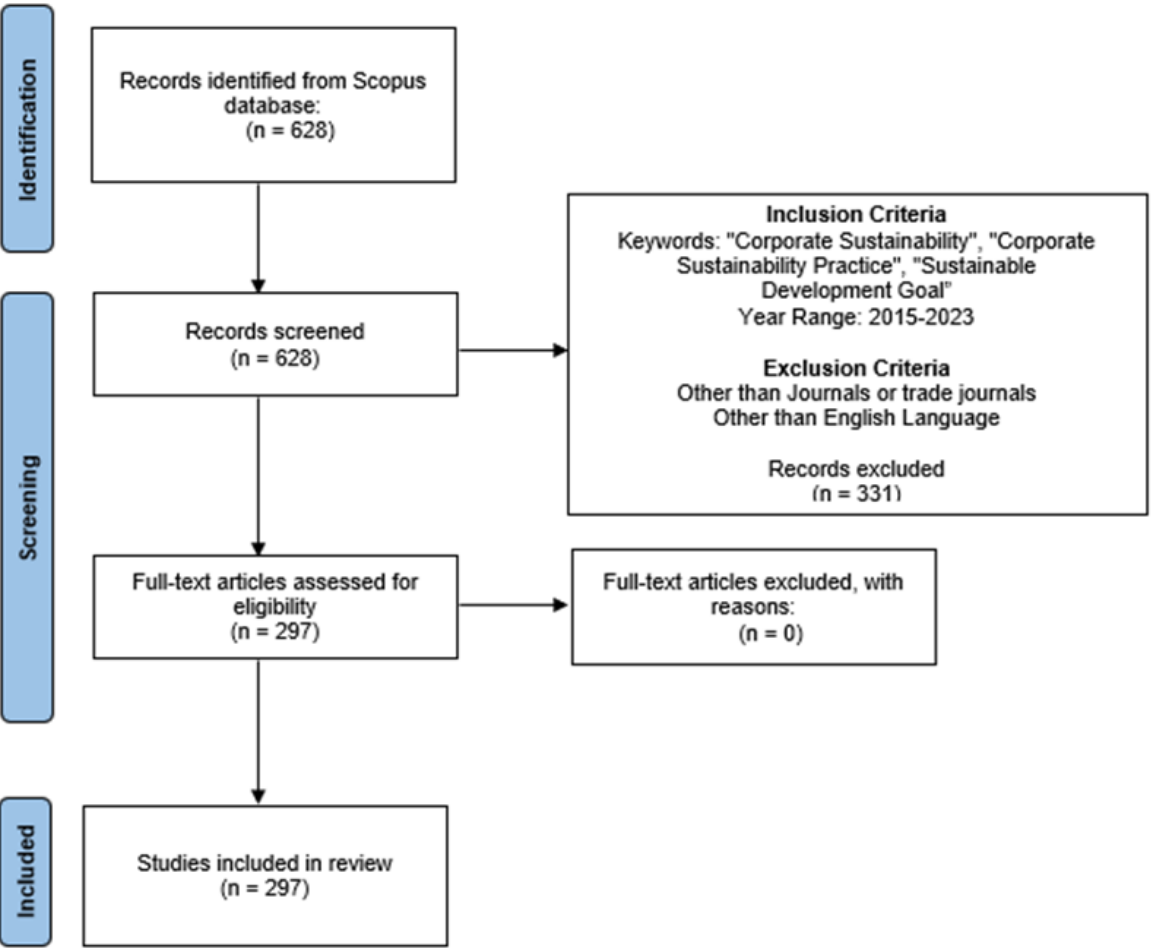 Identification
Records identified from Scopus
database:
(n = 628)
Inclusion Criteria
Keywords: "Corporate Sustainability", "Corporate
Sustainability Practice", "Sustainable
Development Goal"
Year Range: 2015-2023
Exclusion Criteria
Other than Journals or trade journals
Other than English Language
Records excluded
(n = 331)
Screening
Records screened
(n = 628)
Full-text articles assessed for
eligibility
(n = 297)
Full-text articles excluded, with
reasons:
(n = 0)
Included
Studies included in review
(n = 297)